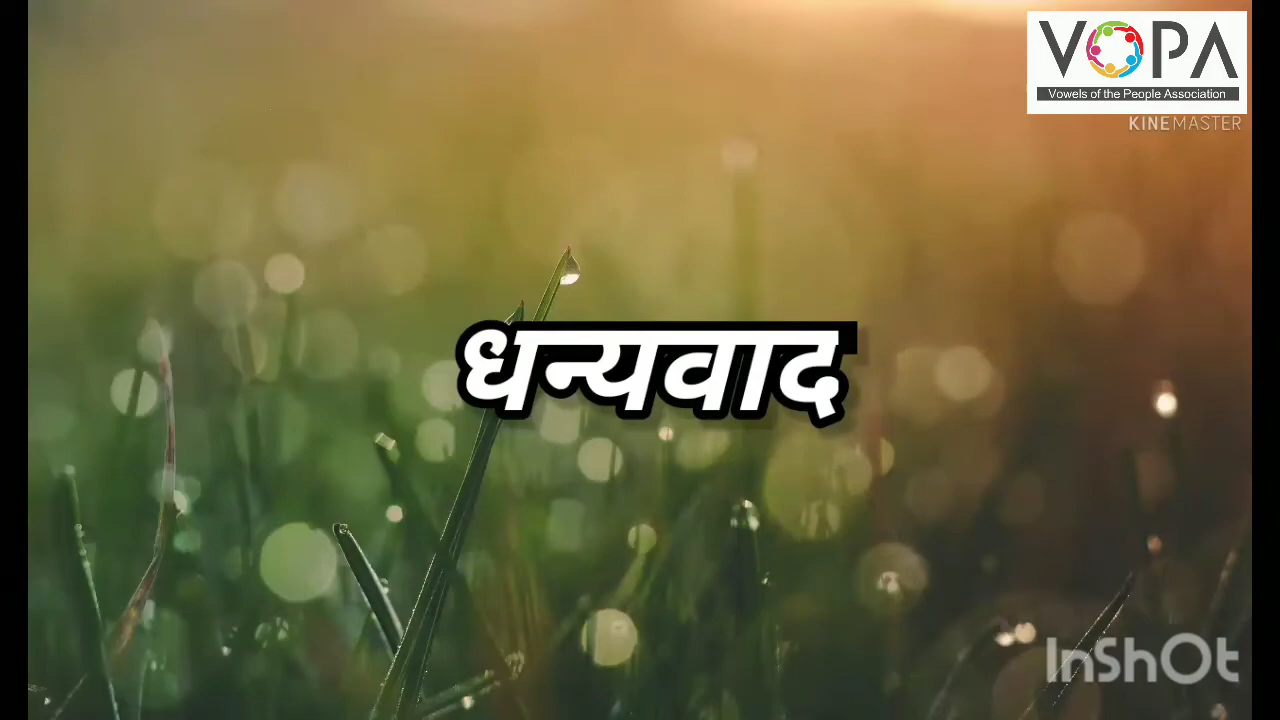 VOPA
Vowels of the People Association
KINEMASTER
धन्यवाद
InShOt